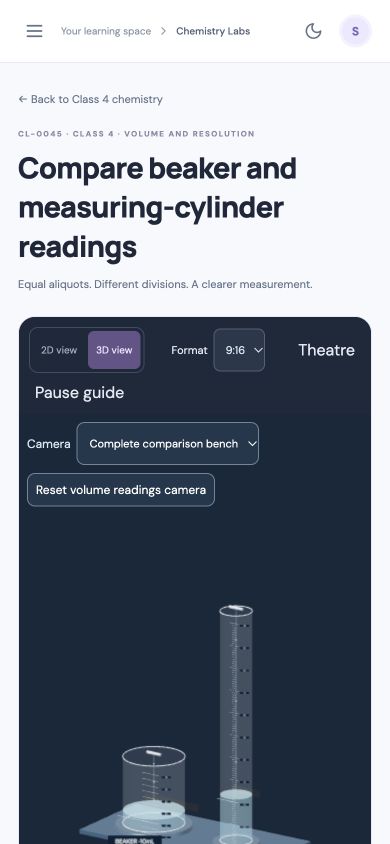 Your learning space > Chemistry Labs
S
← Back to Class 4 chemistry
CL-0045 · CLASS 4 · VOLUME AND RESOLUTION
Compare beaker and
measuring-cylinder
readings
Equal aliquots. Different divisions. A clearer measurement.
2D view 3D view Format 9:16 Theatre
Pause guide
Camera Complete comparison bench
Reset volume readings camera